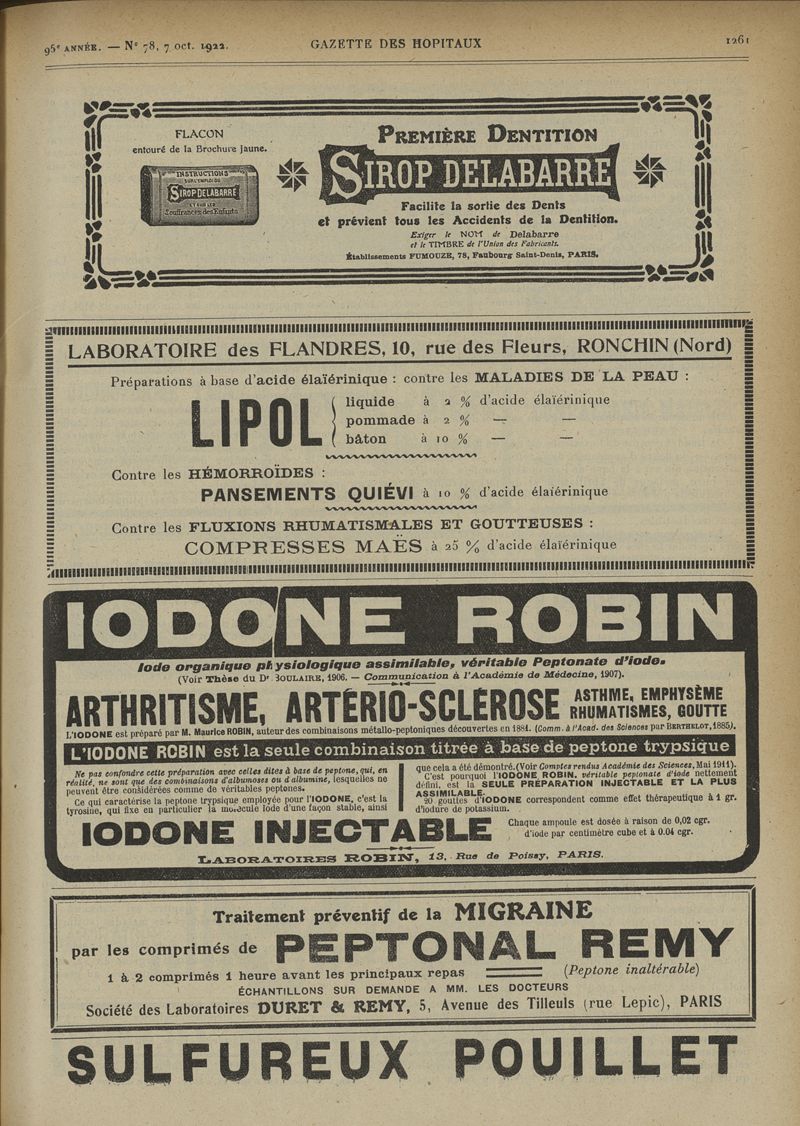 95e ANNÉE. — N° 78, 7 oct. 1922.
GAZETTE DES HOPITAUX
1261
FLACON
entouré de la Brochure Jaune.
INSTRUCTIONS
SUR L'EMPLOI DU
SIROP DELABARRE
ET SUR LES
Souffrances des Enfants
PREMIÈRE DENTITION
SIROP DELABARRE
Facilite la sortie des Dents
et prévient tous les Accidents de la Dentition.
Exiger le NOM de Delabarre
et le TIMBRE de l'Union des Fabricants.
Établissements FUMOUZE, 78, Faubourg Saint-Denis, PARIS.
LABORATOIRE des FLANDRES, 10, rue des Fleurs, RONCHIN (Nord)
Préparations à base d'acide élaïérinique : contre les MALADIES DE LA PEAU :
LIPOL
liquide à 2 % d'acide élaïérinique
pommade à 2 % — —
bâton à 10 % — —
Contre les HÉMORROÏDES :
PANSEMENTS QUIÉVI à 10 % d'acide élaïérinique
Contre les FLUXIONS RHUMATISMALES ET GOUTTEUSES :
COMPRESSES MAËS à 25 % d'acide élaïérinique
IODONE ROBIN
Iode organique physiologique assimilable, véritable Peptonate d'iode.
(Voir Thèse du Dr BOULAIRE, 1906. — Communication à l'Académie de Médecine, 1907).
ARTHRITISME, ARTÉRIO-SCLÉROSE
ASTHME, EMPHYSÈME
RHUMATISMES, GOUTTE
L'IODONE est préparé par M. Maurice ROBIN, auteur des combinaisons métallo-peptoniques découvertes en 1881. (Comm. à l'Acad. des Sciences par BERTHELOT, 1885).
L'IODONE ROBIN est la seule combinaison titrée à base de peptone trypsique
Ne pas confondre cette préparation avec celles dites à base de peptone, qui, en
réalité, ne sont que des combinaisons d'albumoses ou d'albumine, lesquelles ne
peuvent être considérées comme de véritables peptones.
Ce qui caractérise la peptone trypsique employée pour l'IODONE, c'est la
tyrosine, qui fixe en particulier la molécule Iode d'une façon stable, ainsi
que cela a été démontré. (Voir Comptes rendus Académie des Sciences, Mai 1911).
C'est pourquoi l'IODONE ROBIN, véritable peptonate d'iode nettement
défini, est la SEULE PRÉPARATION INJECTABLE ET LA PLUS
ASSIMILABLE.
20 gouttes d'IODONE correspondent comme effet thérapeutique à 1 gr.
d'iodure de potassium.
IODONE INJECTABLE
Chaque ampoule est dosée à raison de 0,02 cgr.
d'iode par centimètre cube et à 0.04 cgr.
LABORATOIRES ROBIN, 13, Rue de Poissy, PARIS.
Traitement préventif de la MIGRAINE
par les comprimés de PEPTONAL REMY
1 à 2 comprimés 1 heure avant les principaux repas
(Peptone inaltérable)
ÉCHANTILLONS SUR DEMANDE A MM. LES DOCTEURS
Société des Laboratoires DURET & REMY, 5, Avenue des Tilleuls (rue Lepic), PARIS
SULFUREUX POUILLET